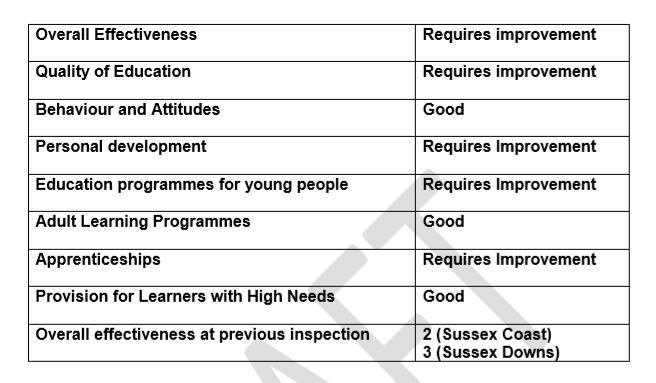 Overall Effectiveness Requires improvement
Quality of Education Requires improvement
Behaviour and Attitudes Good
Personal development Requires Improvement
Education programmes for young people Requires Improvement
Adult Learning Programmes Good
Apprenticeships Requires Improvement
Provision for Learners with High Needs Good
Overall effectiveness at previous inspection 2 (Sussex Coast)
3 (Sussex Downs)